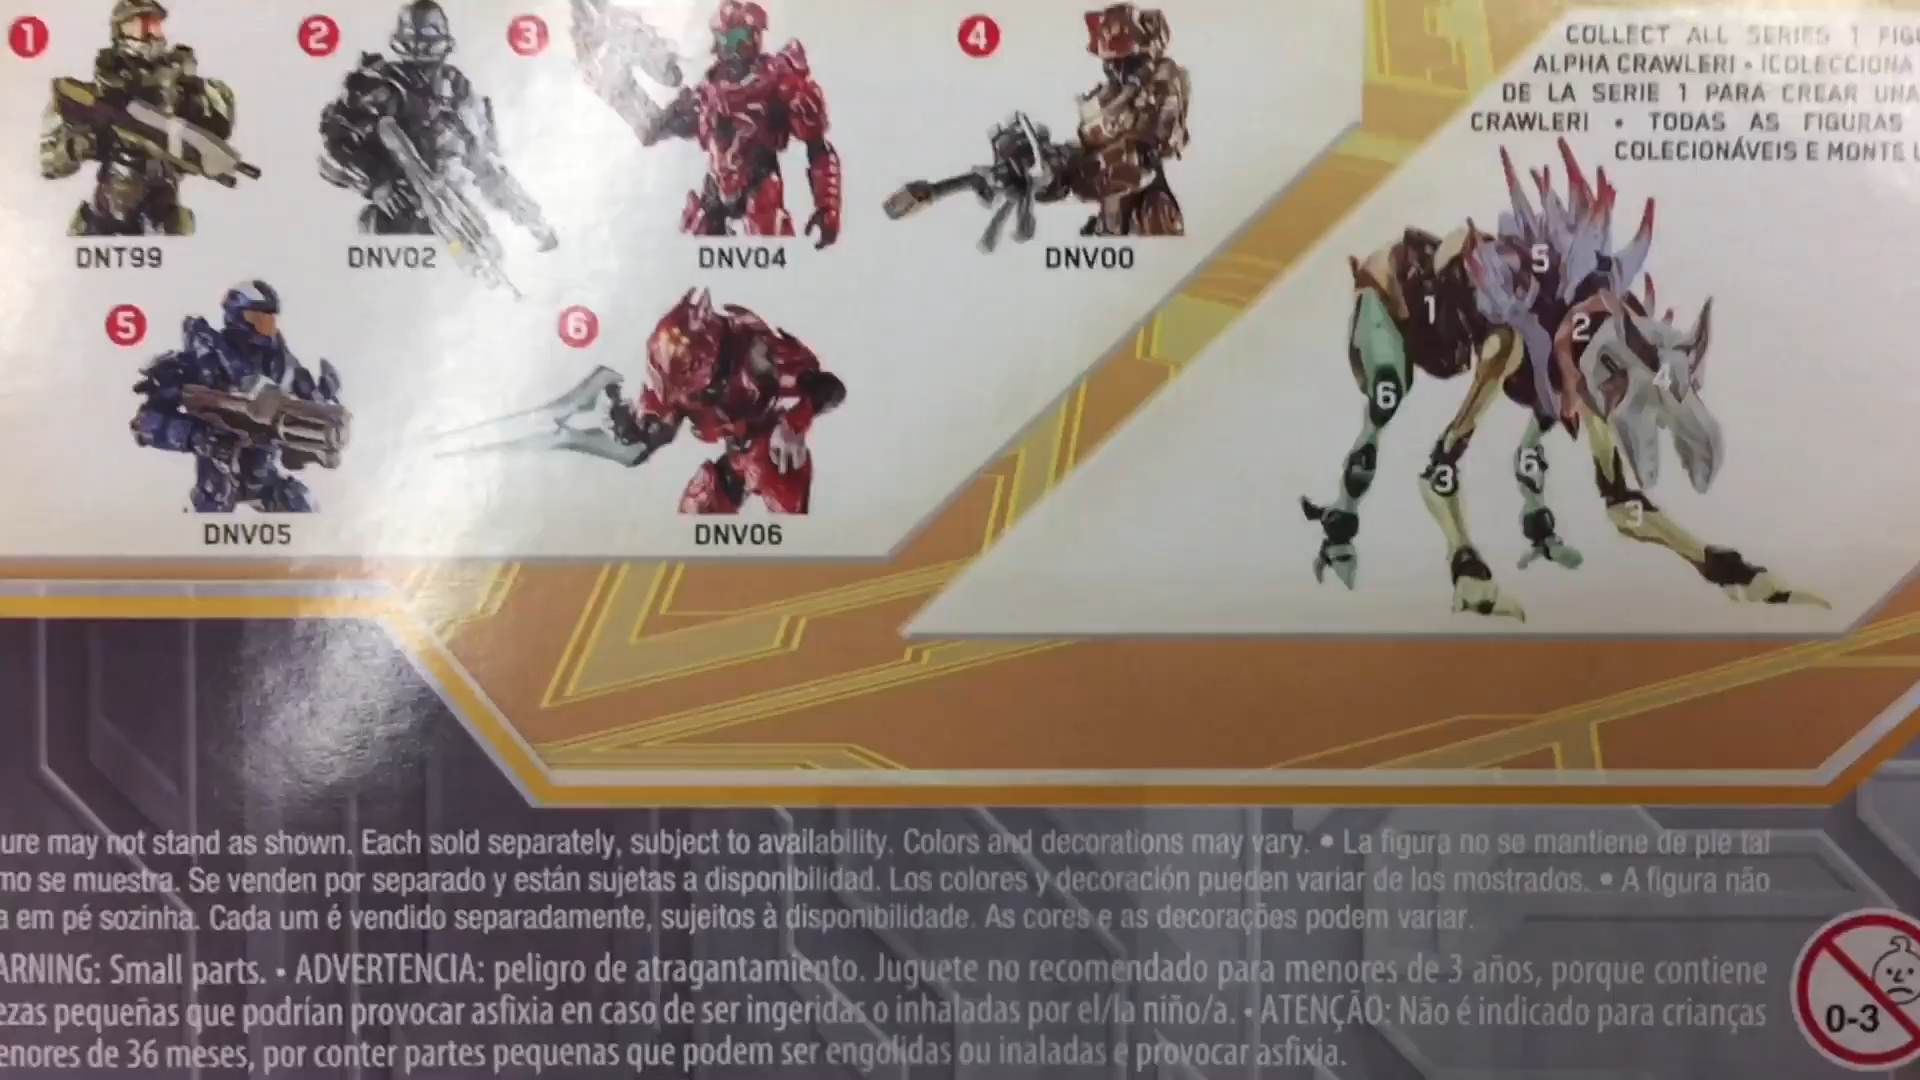 1 2 3 4
COLLECT ALL SERIES 1
ALPHA CRAWLER! • ¡COLECCIONA
DE LA SERIE 1 PARA CREAR UNA
CRAWLER! • TODAS AS FIGURAS
COLECIONÁVEIS E MONTE
DNT99 DNV02 DNV04 DNV00
5 6
5
1 2
4
6
3 6
3
DNV05 DNV06
may not stand as shown. Each sold separately, subject to availability. Colors and decorations may vary. • La figura no se mantiene de pie tal
se muestra. Se venden por separado y están sujetas a disponibilidad. Los colores y decoración pueden variar de los mostrados. • A figura não
em pé sozinha. Cada um é vendido separadamente, sujeitos à disponibilidade. As cores e as decorações podem variar.
ARNING: Small parts. • ADVERTENCIA: peligro de atragantamiento. Juguete no recomendado para menores de 3 años, porque contiene
ezas pequeñas que podrían provocar asfixia en caso de ser ingeridas o inhaladas por el/la niño/a. • ATENÇÃO: Não é indicado para crianças
enores de 36 meses, por conter partes pequenas que podem ser engolidas ou inaladas e provocar asfixia.
0-3